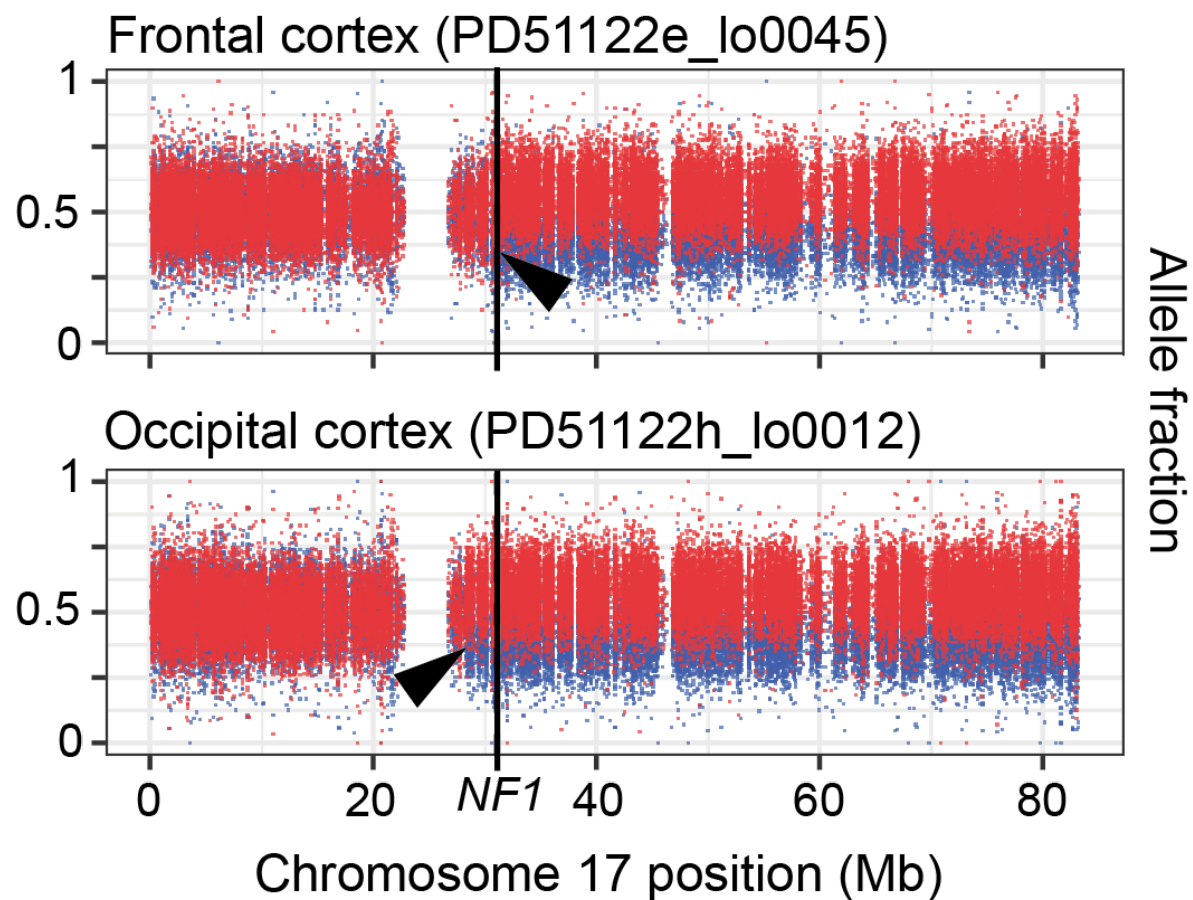 Frontal cortex (PD51122e_lo0045)
1
0.5
0
Occipital cortex (PD51122h_lo0012)
1
0.5
0
0 20 NF1 40 60 80
Chromosome 17 position (Mb)
Allele fraction